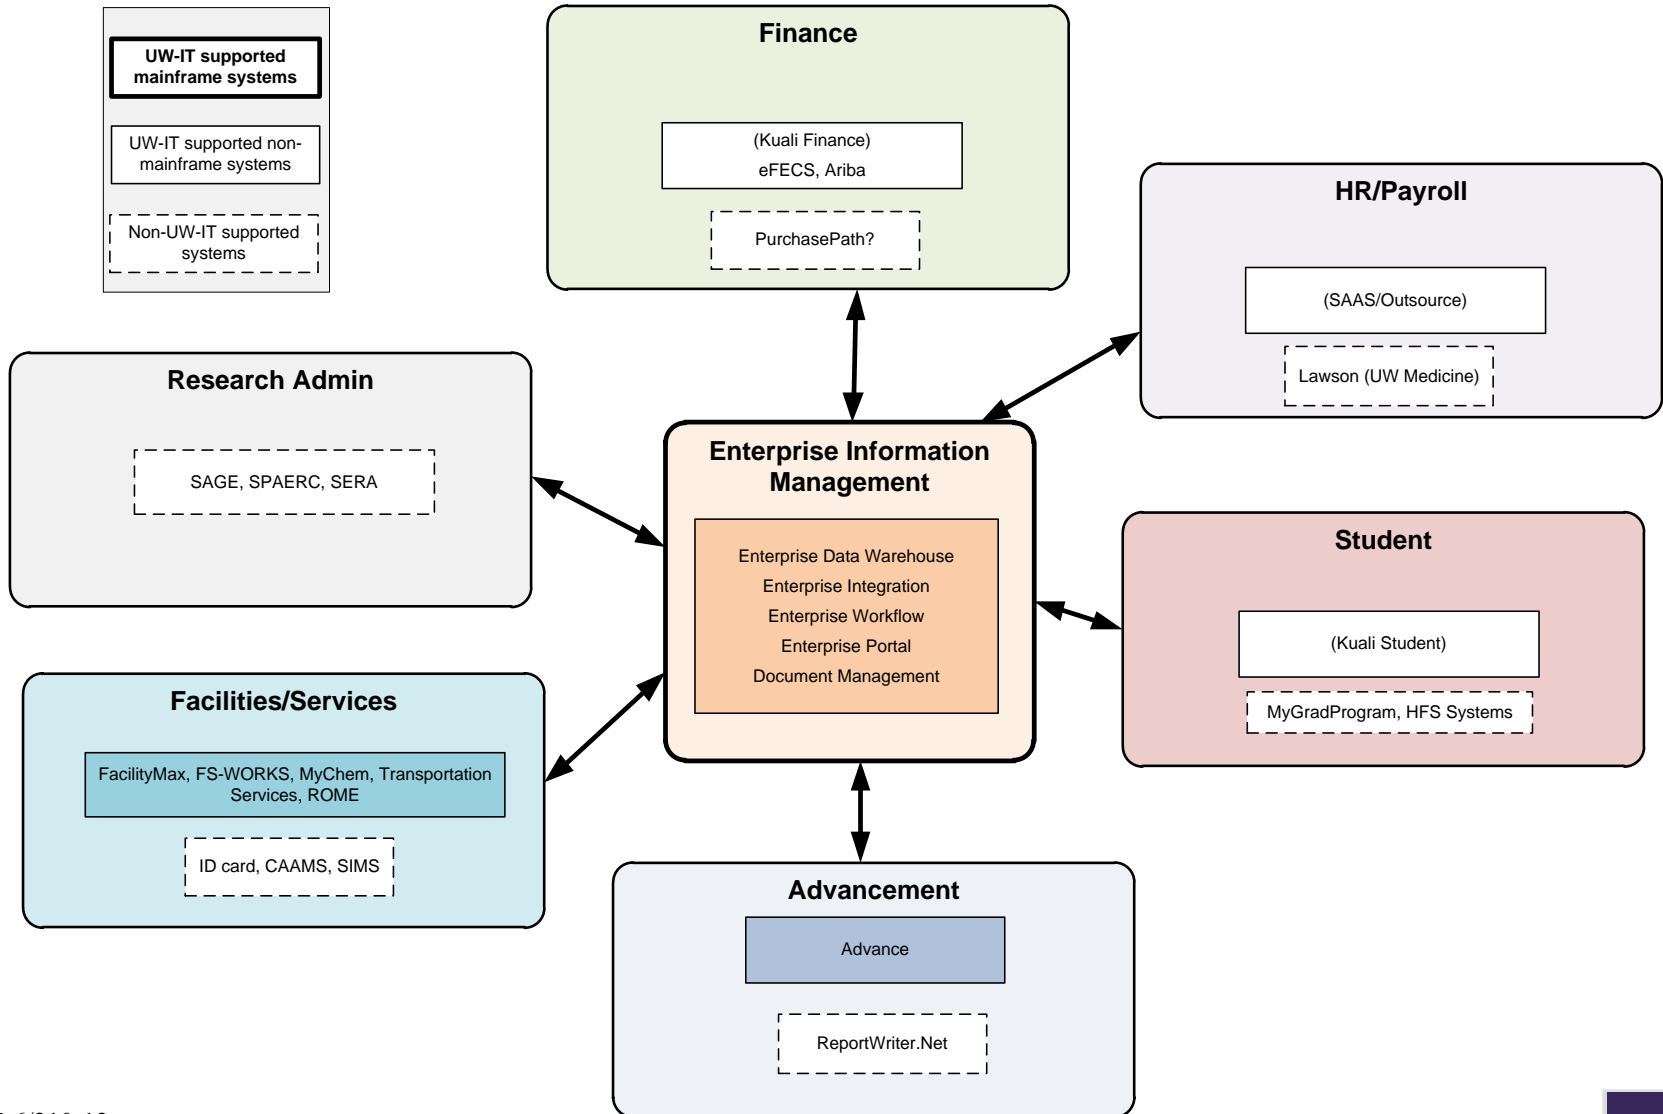 UW-IT supported
mainframe systems
UW-IT supported non-
mainframe systems
Non-UW-IT supported
systems
Finance
(Kuali Finance)
eFECS, Ariba
PurchasePath?
HR/Payroll
(SAAS/Outsource)
Lawson (UW Medicine)
Research Admin
SAGE, SPAERC, SERA
Enterprise Information
Management
Enterprise Data Warehouse
Enterprise Integration
Enterprise Workflow
Enterprise Portal
Document Management
Student
(Kuali Student)
MyGradProgram, HFS Systems
Facilities/Services
FacilityMax, FS-WORKS, MyChem, Transportation
Services, ROME
ID card, CAAMS, SIMS
Advancement
Advance
ReportWriter.Net